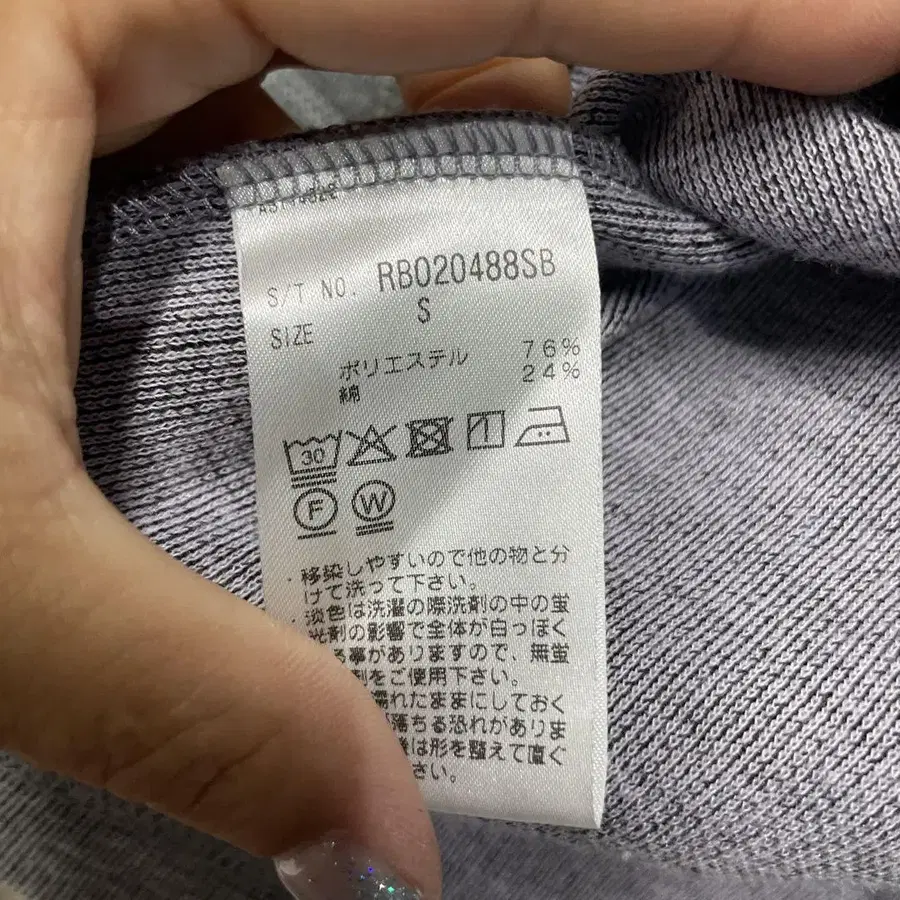 S/T NO. RB020488SB
SIZE S
ポリエステル 76%
綿 24%
30
F W
・移染しやすいので他の物と分
けて洗って下さい。
・淡色は洗濯の際洗剤の中の蛍
光剤の影響で全体が白っぽく
る事がありますので、無蛍
剤をご使用下さい。
濡れたままにしておく
落ちる恐れがありま
後は形を整えて直ぐ
さい。